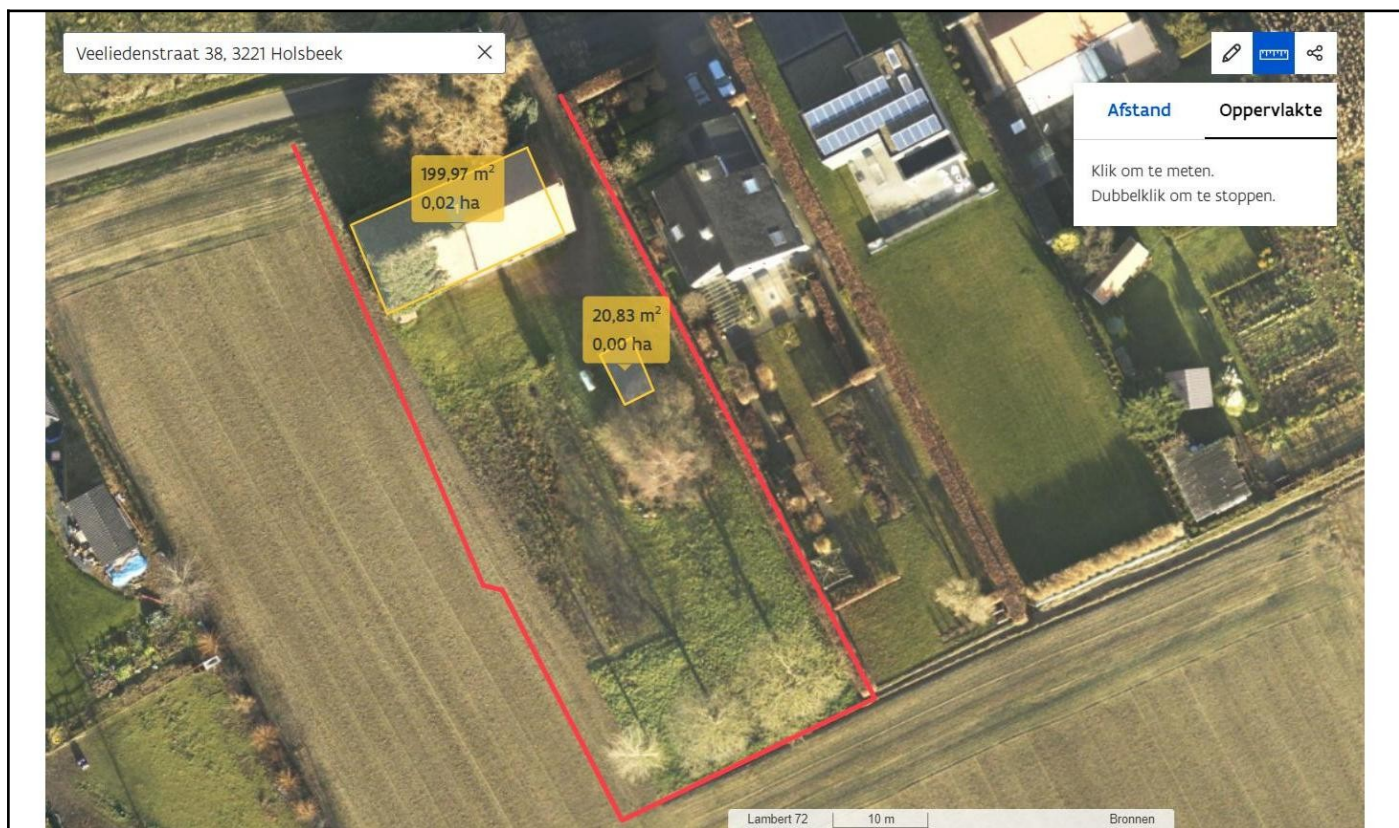 Veeliedenstraat 38, 3221 Holsbeek
Afstand Oppervlakte
Klik om te meten.
Dubbelklik om te stoppen.
199,97 m²
0,02 ha
20,83 m²
0,00 ha
Lambert 72 10 m Bronnen